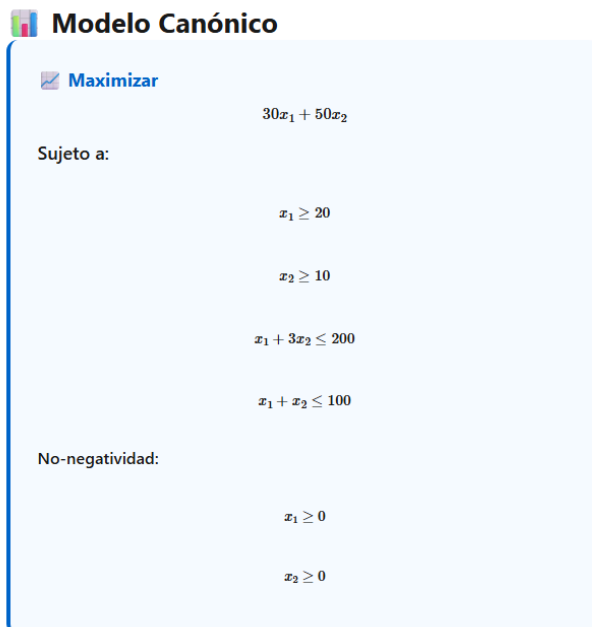 Modelo Canónico
Maximizar
30x₁ + 50x₂
Sujeto a:
x₁ ≥ 20
x₂ ≥ 10
x₁ + 3x₂ ≤ 200
x₁ + x₂ ≤ 100
No-negatividad:
x₁ ≥ 0
x₂ ≥ 0